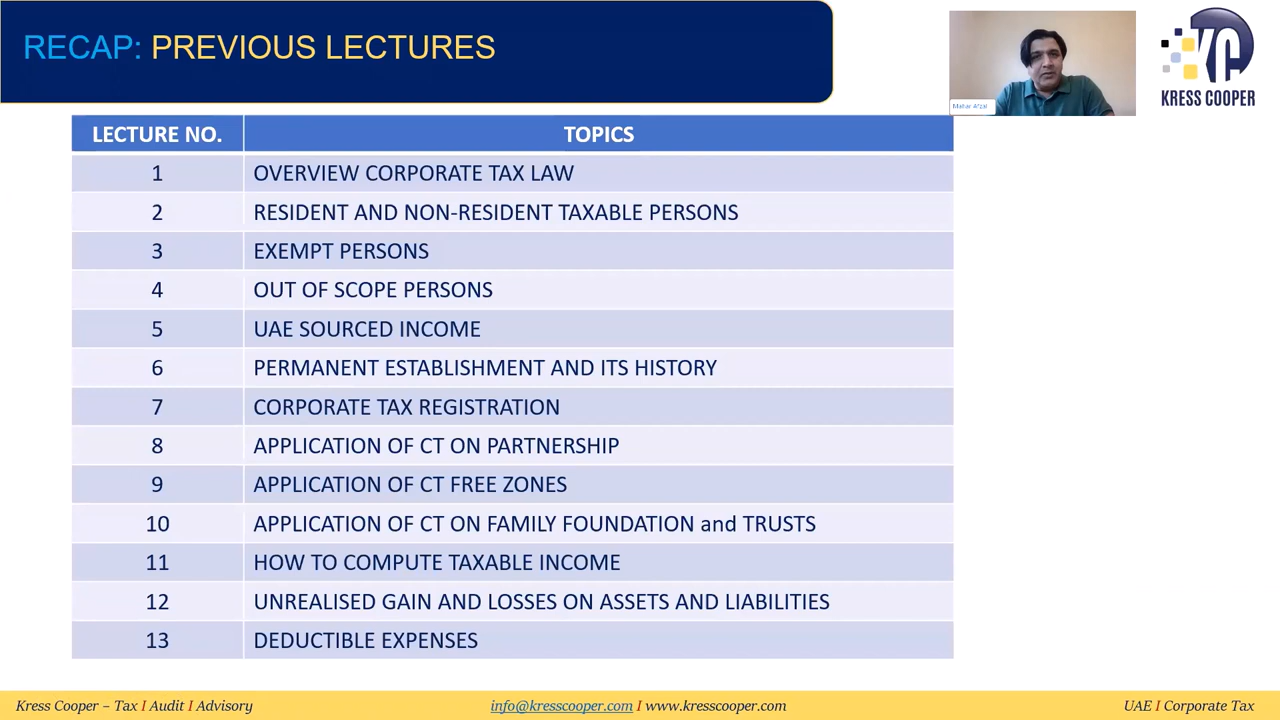 RECAP: PREVIOUS LECTURES
Mahar Afzal
KC
KRESS COOPER
LECTURE NO. TOPICS
1 OVERVIEW CORPORATE TAX LAW
2 RESIDENT AND NON-RESIDENT TAXABLE PERSONS
3 EXEMPT PERSONS
4 OUT OF SCOPE PERSONS
5 UAE SOURCED INCOME
6 PERMANENT ESTABLISHMENT AND ITS HISTORY
7 CORPORATE TAX REGISTRATION
8 APPLICATION OF CT ON PARTNERSHIP
9 APPLICATION OF CT FREE ZONES
10 APPLICATION OF CT ON FAMILY FOUNDATION and TRUSTS
11 HOW TO COMPUTE TAXABLE INCOME
12 UNREALISED GAIN AND LOSSES ON ASSETS AND LIABILITIES
13 DEDUCTIBLE EXPENSES
Kress Cooper – Tax I Audit I Advisory info@kresscooper.com I www.kresscooper.com UAE I Corporate Tax